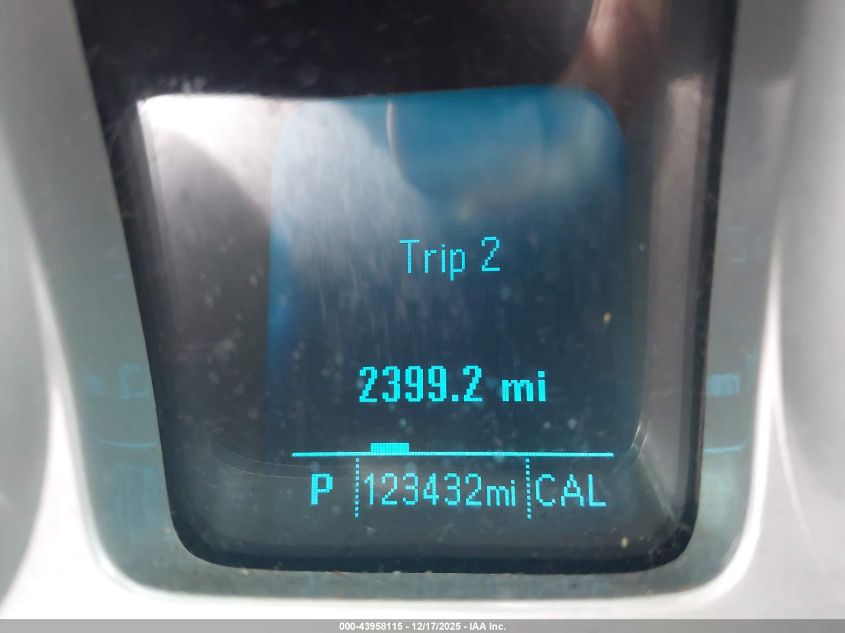 Trip 2
2399.2 mi
P 123432mi CAL
000-43958115 - 12/17/2025 - IAA Inc.